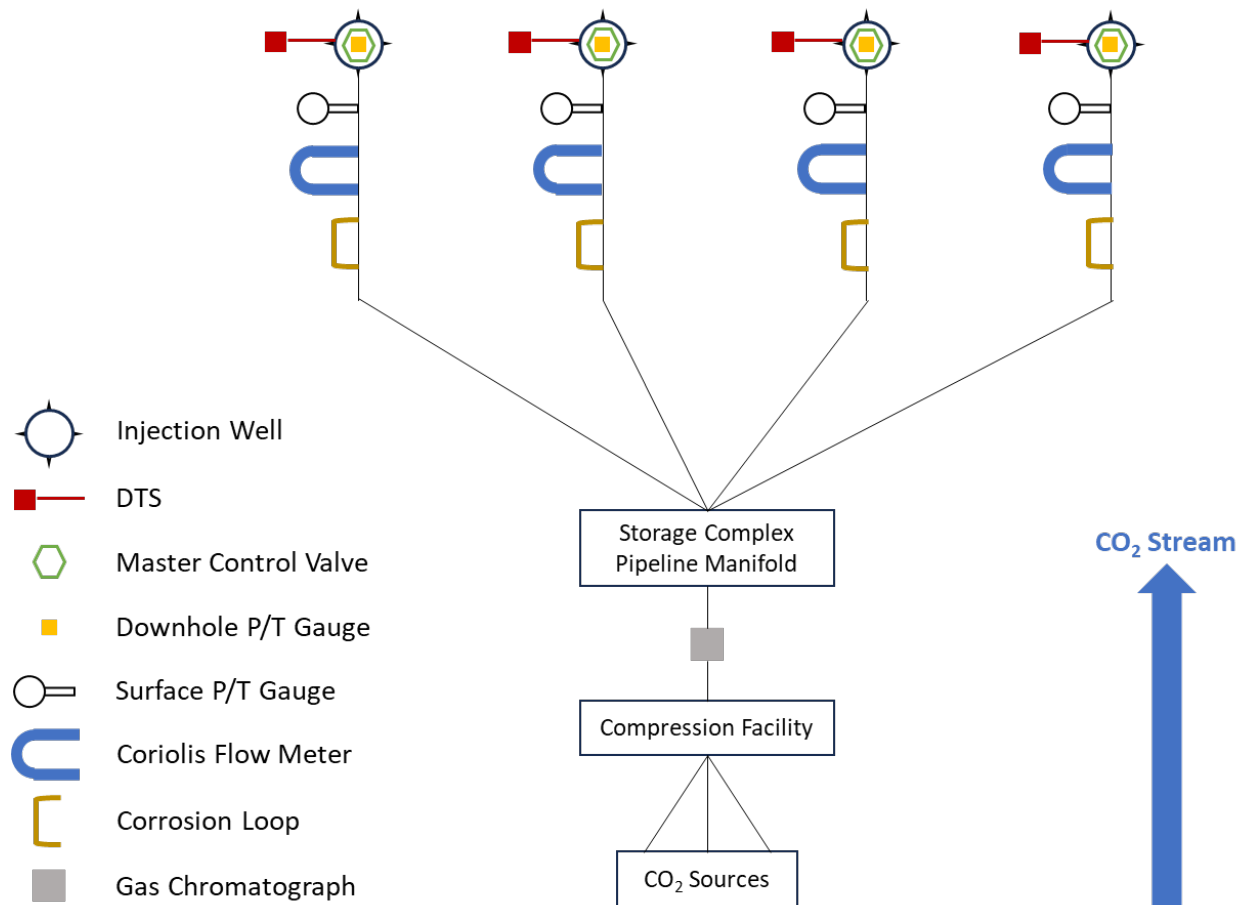 Injection Well
DTS
Master Control Valve
Downhole P/T Gauge
Surface P/T Gauge
Coriolis Flow Meter
Corrosion Loop
Gas Chromatograph
Storage Complex
Pipeline Manifold
Compression Facility
CO₂ Sources
CO₂ Stream